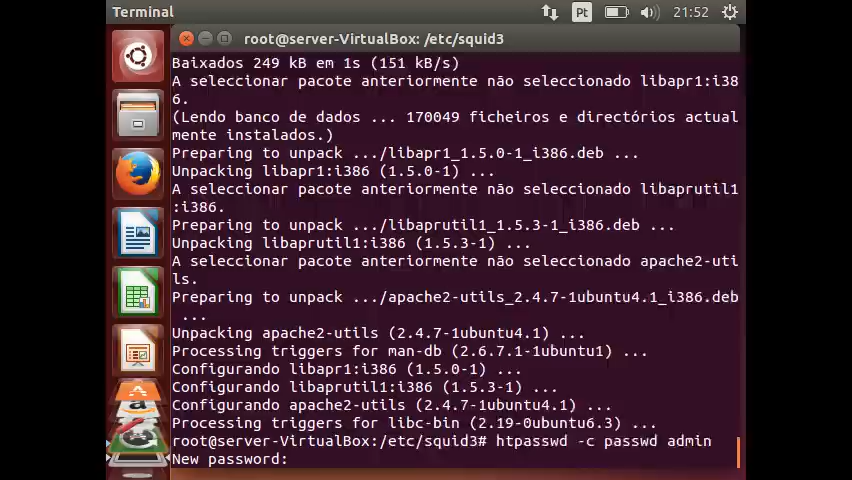 Terminal
Pt
21:52
root@server-VirtualBox: /etc/squid3
Baixados 249 kB em 1s (151 kB/s)
A seleccionar pacote anteriormente não seleccionado libapr1:i38
6.
(Lendo banco de dados ... 170049 ficheiros e directórios actual
mente instalados.)
Preparing to unpack .../libapr1_1.5.0-1_i386.deb ...
Unpacking libapr1:i386 (1.5.0-1) ...
A seleccionar pacote anteriormente não seleccionado libaprutil1
:i386.
Preparing to unpack .../libaprutil1_1.5.3-1_i386.deb ...
Unpacking libaprutil1:i386 (1.5.3-1) ...
A seleccionar pacote anteriormente não seleccionado apache2-uti
ls.
Preparing to unpack .../apache2-utils_2.4.7-1ubuntu4.1_i386.deb
...
Unpacking apache2-utils (2.4.7-1ubuntu4.1) ...
Processing triggers for man-db (2.6.7.1-1ubuntu1) ...
Configurando libapr1:i386 (1.5.0-1) ...
Configurando libaprutil1:i386 (1.5.3-1) ...
Configurando apache2-utils (2.4.7-1ubuntu4.1) ...
Processing triggers for libc-bin (2.19-0ubuntu6.3) ...
root@server-VirtualBox:/etc/squid3# htpasswd -c passwd admin
New password: